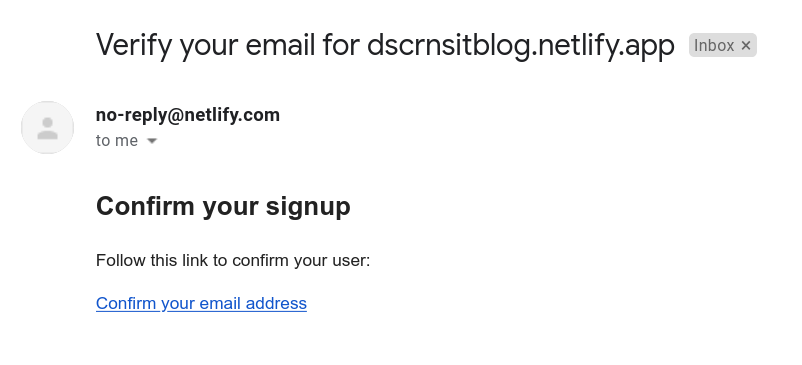 Verify your email for dscrnsitblog.netlify.app Inbox ×
no-reply@netlify.com
to me
Confirm your signup
Follow this link to confirm your user:
Confirm your email address